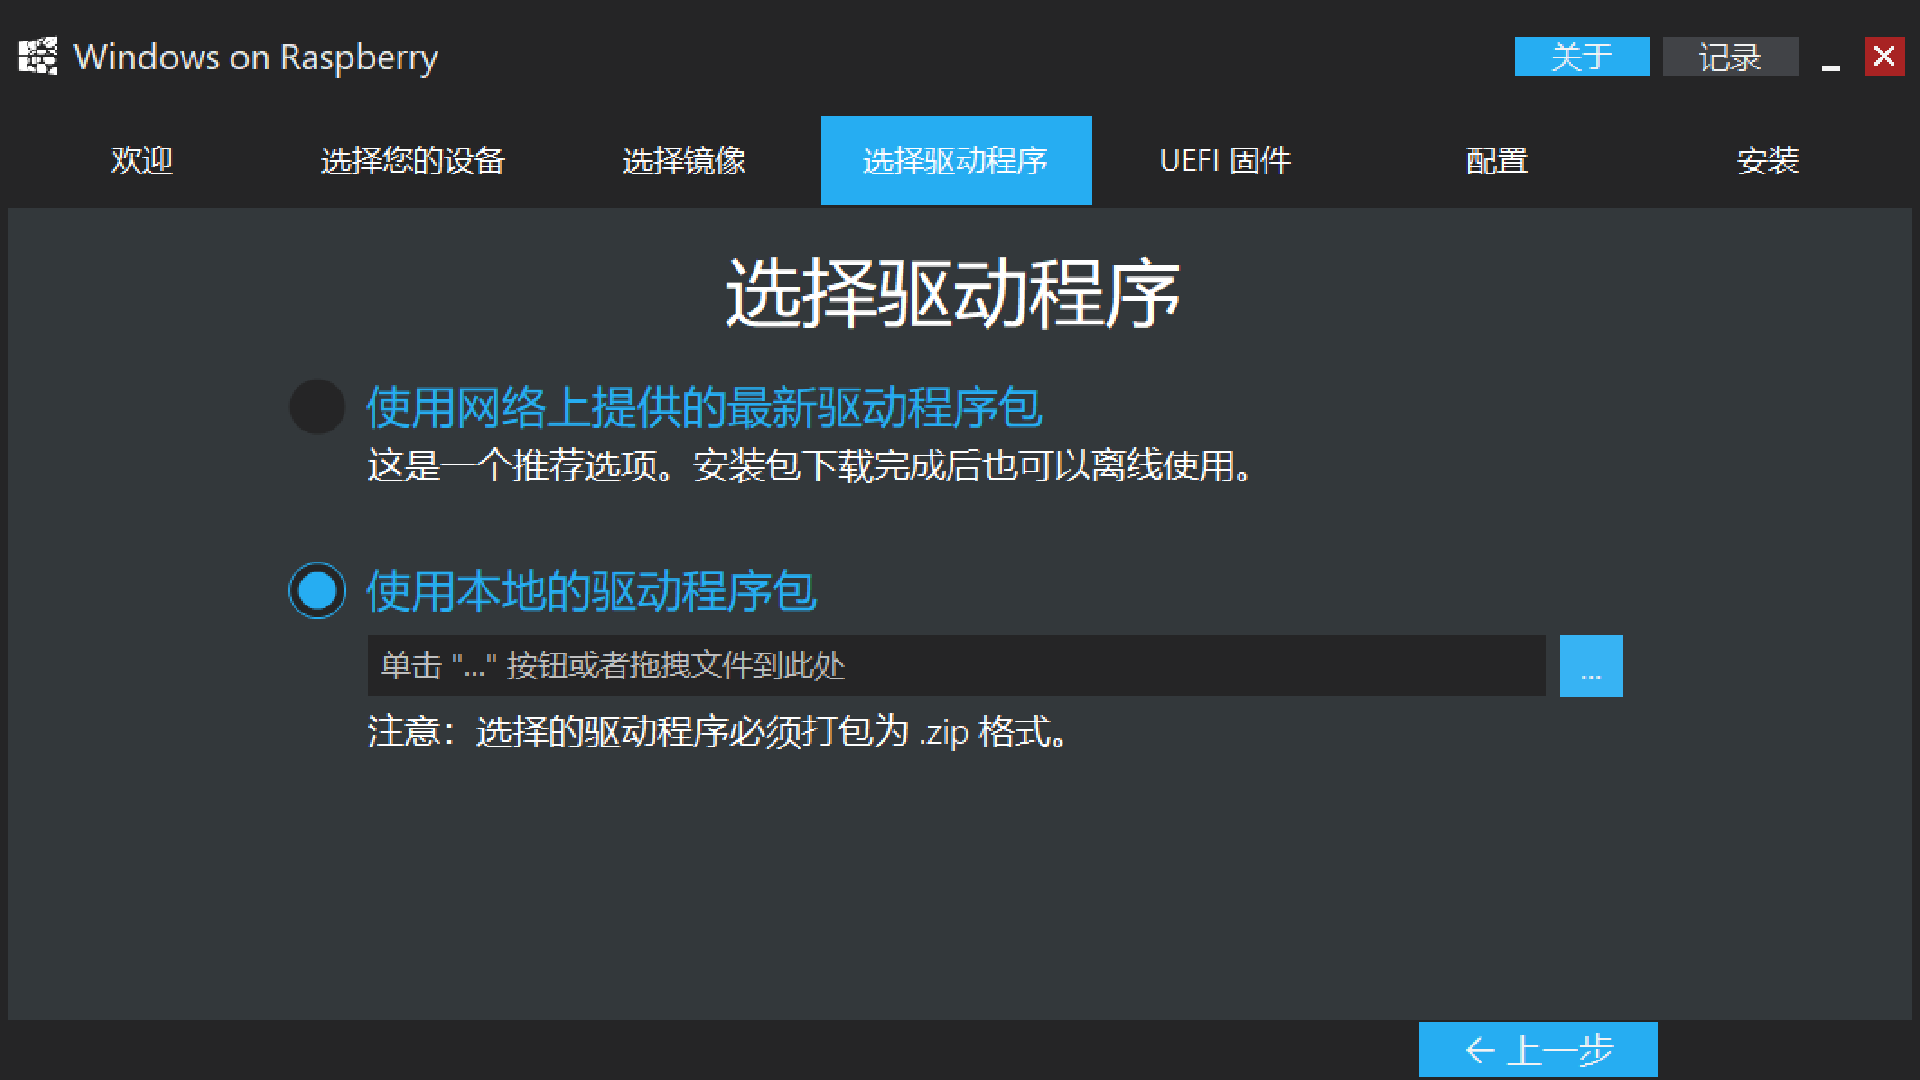 Windows on Raspberry
关于
记录
欢迎
选择您的设备
选择镜像
选择驱动程序
UEFI 固件
配置
安装
选择驱动程序
使用网络上提供的最新驱动程序包
这是一个推荐选项。安装包下载完成后也可以离线使用。
使用本地的驱动程序包
单击 "..." 按钮或者拖拽文件到此处
...
注意：选择的驱动程序必须打包为 .zip 格式。
← 上一步